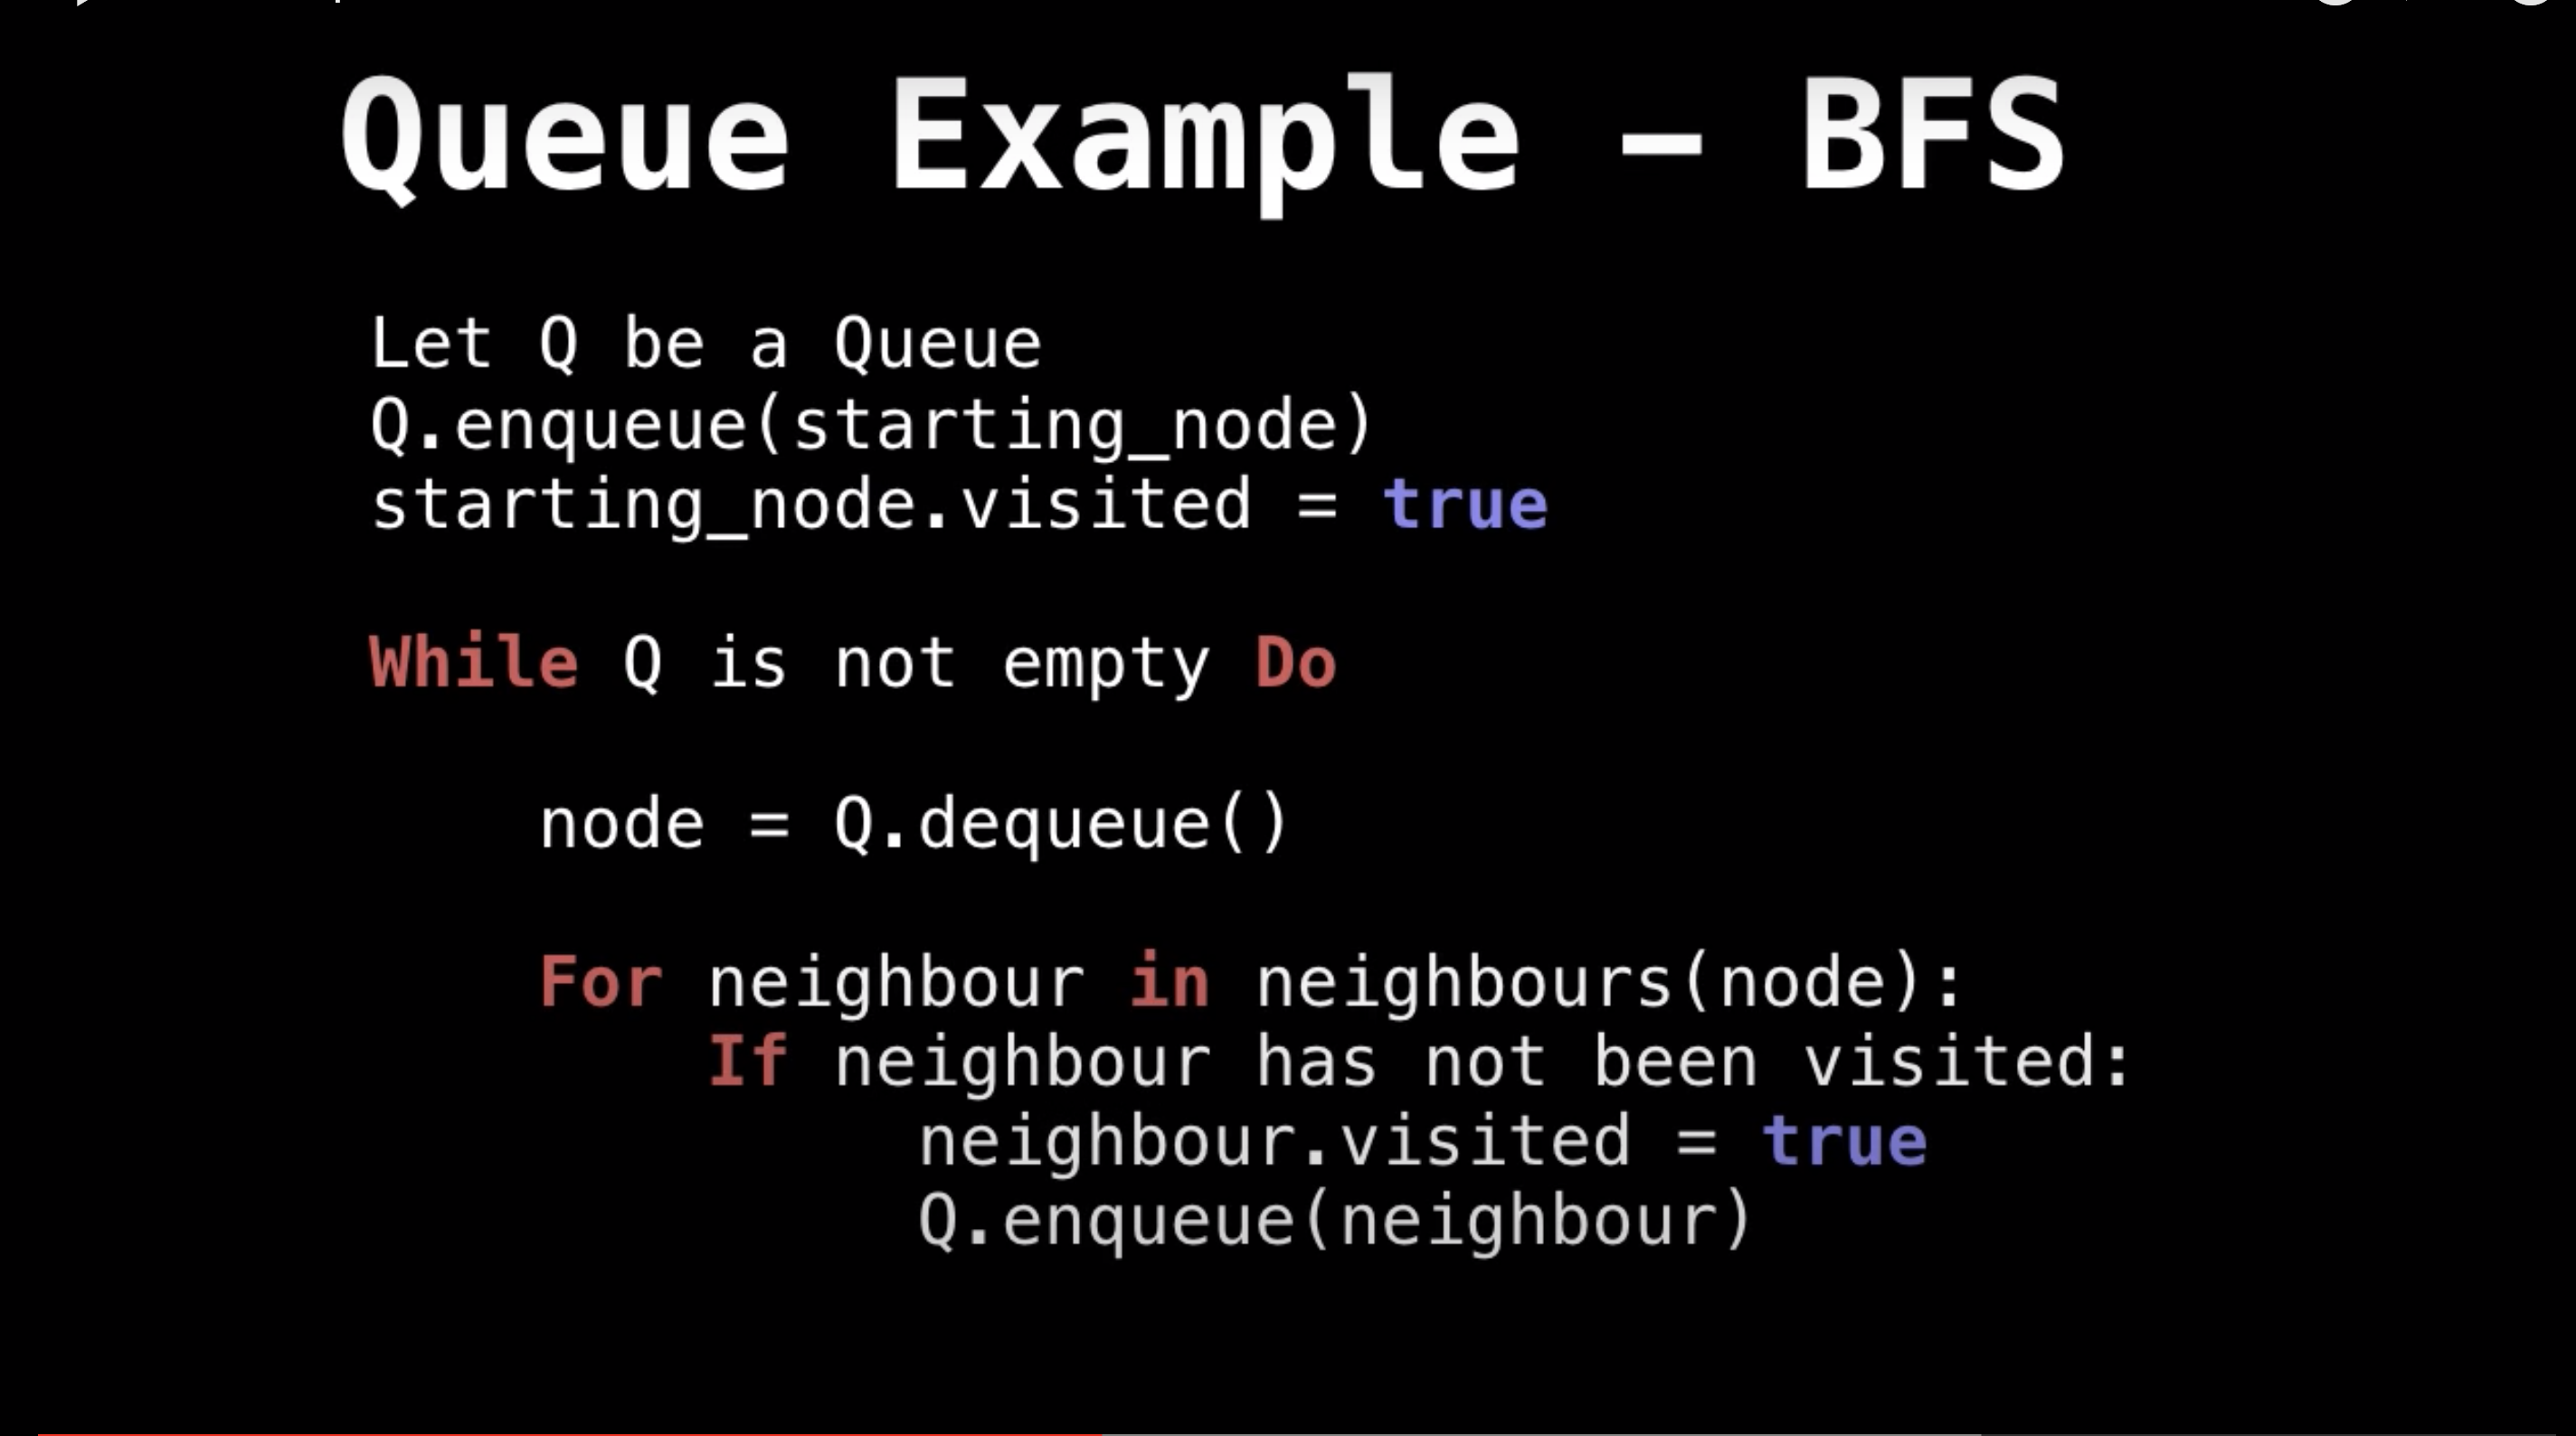 Queue Example - BFS
Let Q be a Queue
Q.enqueue(starting_node)
starting_node.visited = true
While Q is not empty Do
node = Q.dequeue()
For neighbour in neighbours(node):
If neighbour has not been visited:
neighbour.visited = true
Q.enqueue(neighbour)